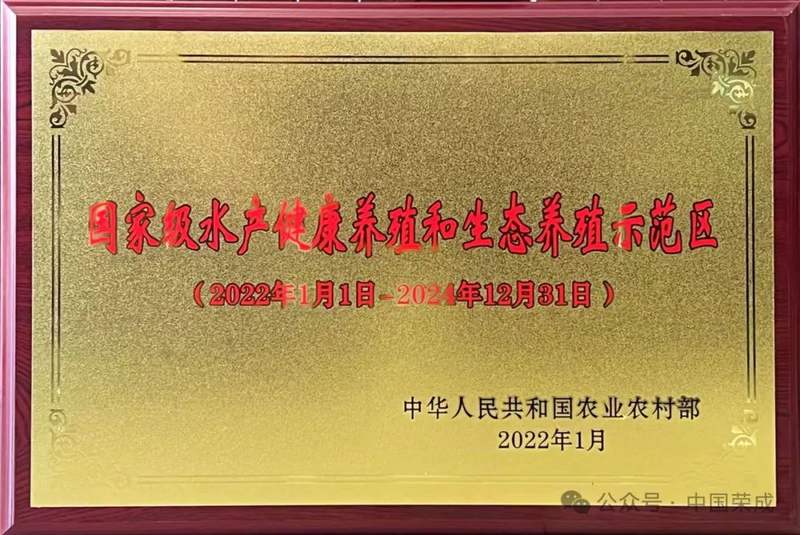 国家级水产健康养殖和生态养殖示范区
（2022年1月1日-2024年12月31日）
中华人民共和国农业农村部
2022年1月
公众号·中国荣成